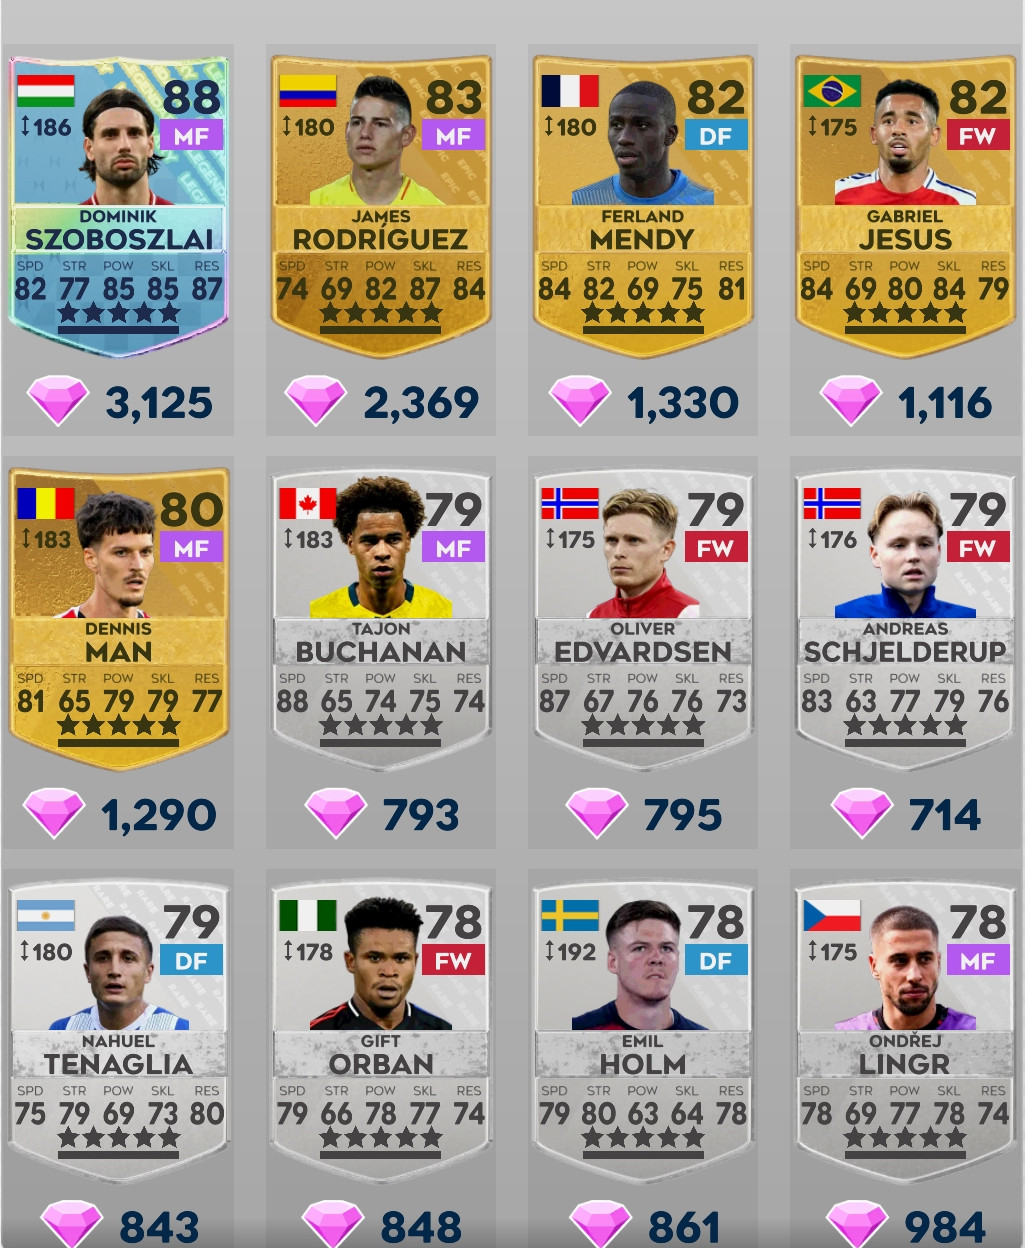 88
186
MF
DOMINIK
SZOBOSZLAI
SPD STR POW SKL RES
82 77 85 85 87
3,125
83
180
MF
EPIC
JAMES
RODRÍGUEZ
SPD STR POW SKL RES
74 69 82 87 84
2,369
82
180
DF
EPIC
FERLAND
MENDY
SPD STR POW SKL RES
84 82 69 75 81
1,330
82
175
FW
EPIC
GABRIEL
JESUS
SPD STR POW SKL RES
84 69 80 84 79
1,116
80
183
MF
EPIC
DENNIS
MAN
SPD STR POW SKL RES
81 65 79 79 77
1,290
79
183
MF
TAJON
BUCHANAN
SPD STR POW SKL RES
88 65 74 75 74
793
79
175
FW
RARE
OLIVER
EDVARDSEN
SPD STR POW SKL RES
87 67 76 76 73
795
79
176
FW
RARE
ANDREAS
SCHJELDERUP
SPD STR POW SKL RES
83 63 77 79 76
714
79
180
DF
RARE
NAHUEL
TENAGLIA
SPD STR POW SKL RES
75 79 69 73 80
843
78
178
FW
RARE
GIFT
ORBAN
SPD STR POW SKL RES
79 66 78 77 74
848
78
192
DF
RARE
EMIL
HOLM
SPD STR POW SKL RES
79 80 63 64 78
861
78
175
MF
RARE
ONDŘEJ
LINGR
SPD STR POW SKL RES
78 69 77 78 74
984